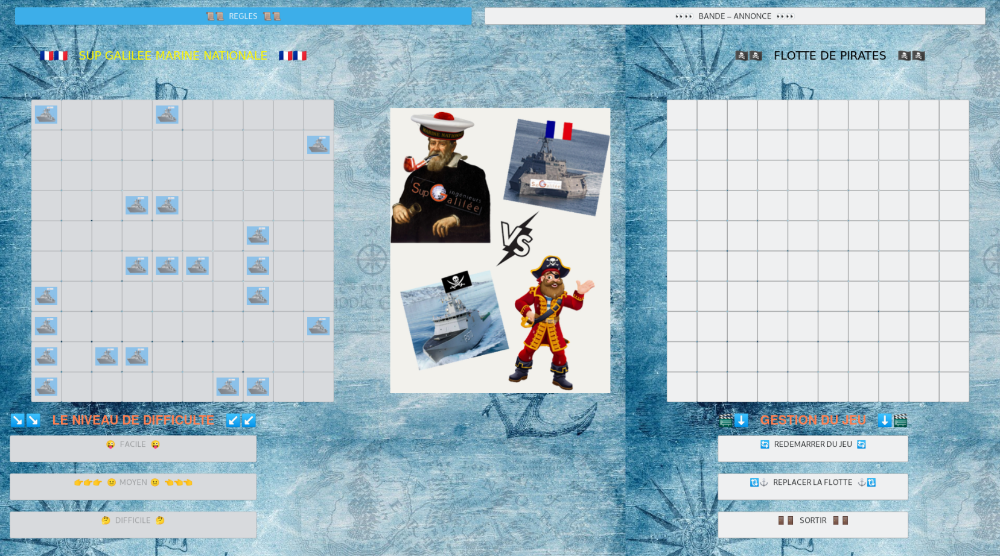 REGLES
BANDE – ANNONCE
SUP GALILEE MARINE NATIONALE
FLOTTE DE PIRATES
MARINE NATIONALE
Sup Galilée
ingénieurs
Sup Galilée
VS
LE NIVEAU DE DIFFICULTE
GESTION DU JEU
FACILE
REDEMARRER DU JEU
MOYEN
REPLACER LA FLOTTE
DIFFICILE
SORTIR